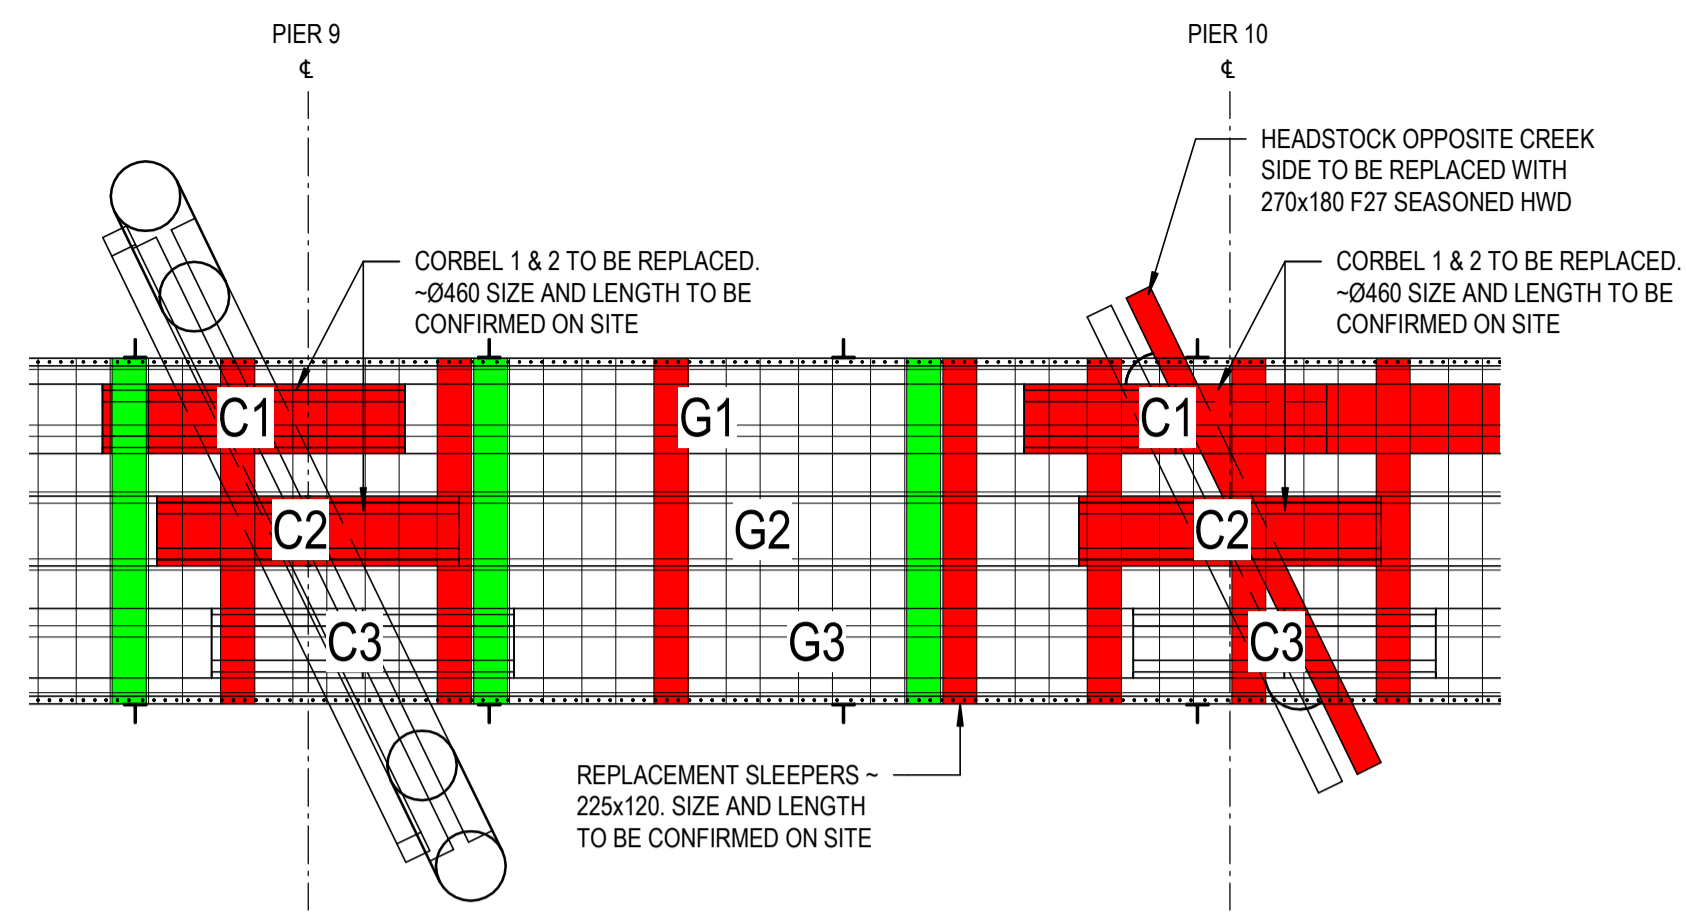 PIER 9
℄
PIER 10
℄
HEADSTOCK OPPOSITE CREEK
SIDE TO BE REPLACED WITH
270x180 F27 SEASONED HWD
CORBEL 1 & 2 TO BE REPLACED.
~Ø460 SIZE AND LENGTH TO BE
CONFIRMED ON SITE
CORBEL 1 & 2 TO BE REPLACED.
~Ø460 SIZE AND LENGTH TO BE
CONFIRMED ON SITE
C1
G1
C1
C2
G2
C2
C3
G3
C3
REPLACEMENT SLEEPERS ~
225x120. SIZE AND LENGTH
TO BE CONFIRMED ON SITE